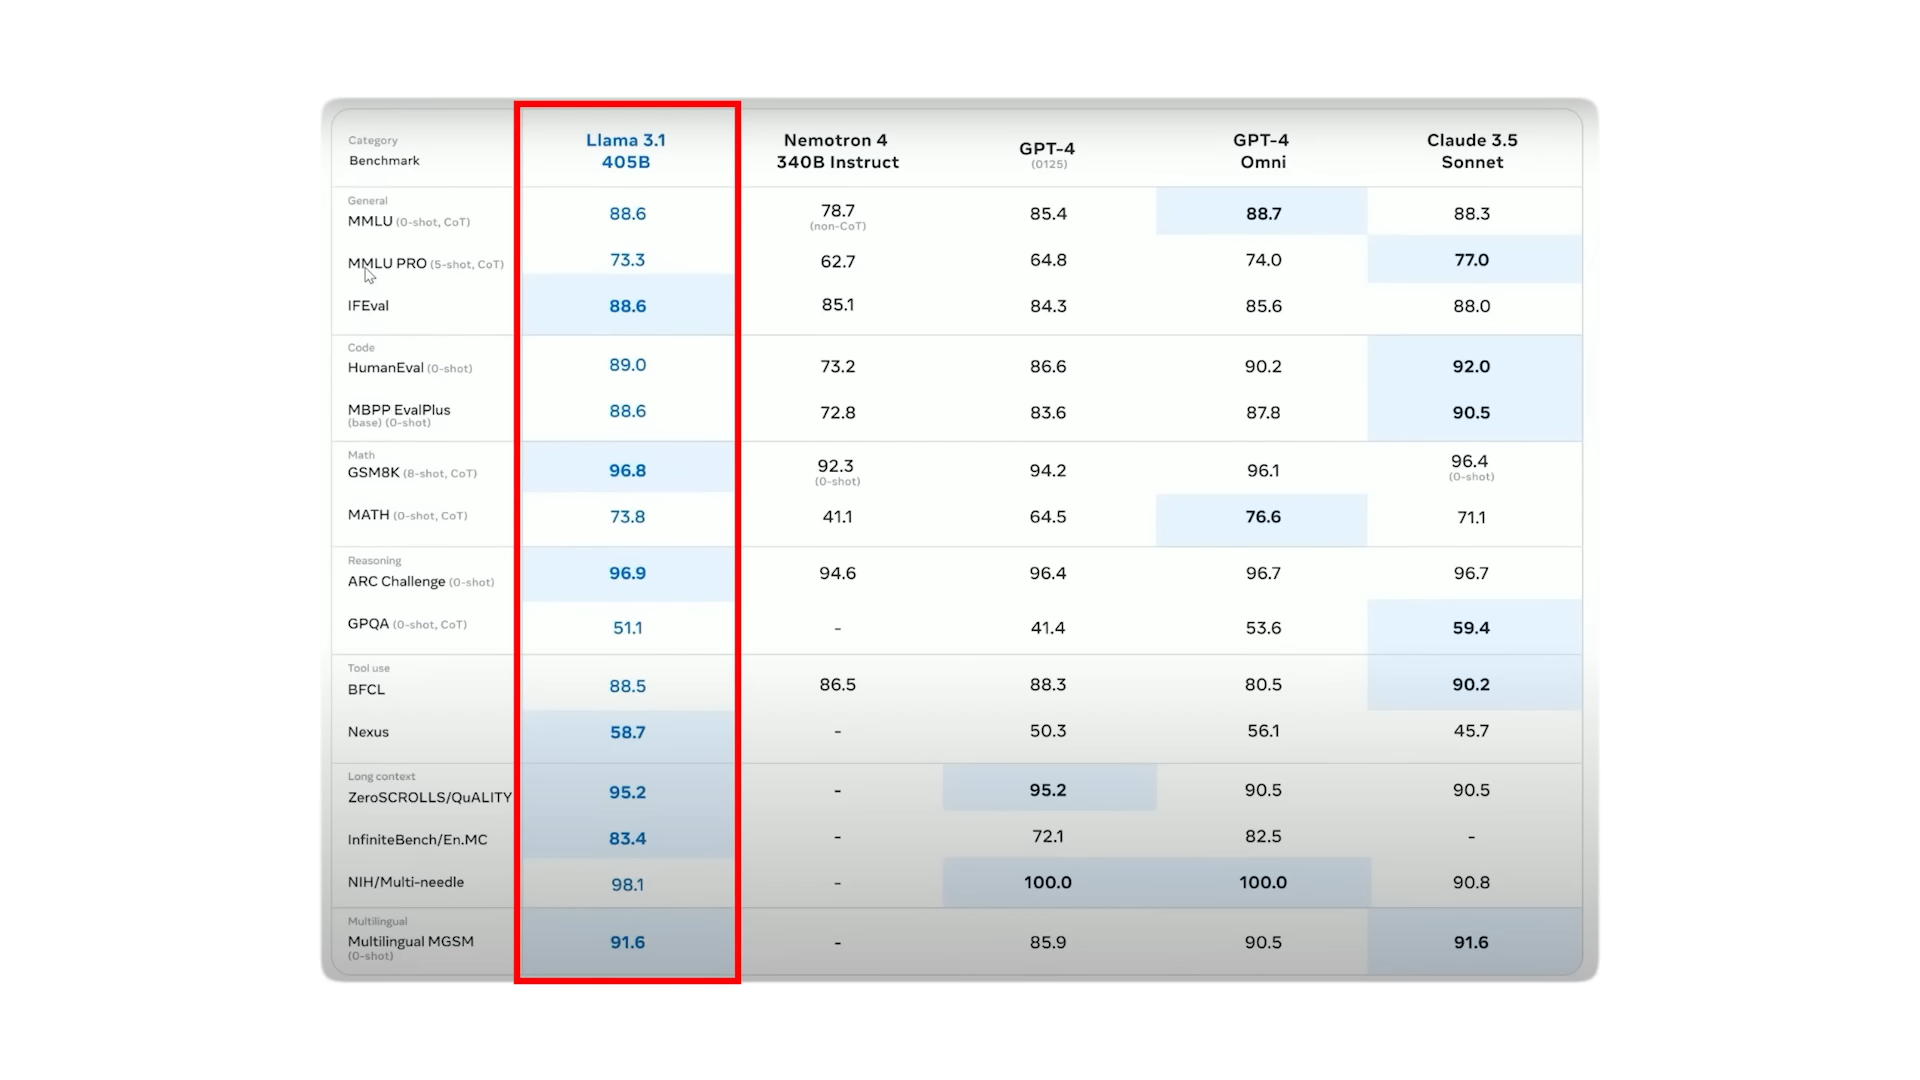 Category
Benchmark
Llama 3.1
405B
Nemotron 4
340B Instruct
GPT-4
(0125)
GPT-4
Omni
Claude 3.5
Sonnet
General
MMLU (0-shot, CoT)
88.6
78.7
(non-CoT)
85.4
88.7
88.3
MMLU PRO (5-shot, CoT)
73.3
62.7
64.8
74.0
77.0
IFEval
88.6
85.1
84.3
85.6
88.0
Code
HumanEval (0-shot)
89.0
73.2
86.6
90.2
92.0
MBPP EvalPlus
(base) (0-shot)
88.6
72.8
83.6
87.8
90.5
Math
GSM8K (8-shot, CoT)
96.8
92.3
(0-shot)
94.2
96.1
96.4
(0-shot)
MATH (0-shot, CoT)
73.8
41.1
64.5
76.6
71.1
Reasoning
ARC Challenge (0-shot)
96.9
94.6
96.4
96.7
96.7
GPQA (0-shot, CoT)
51.1
-
41.4
53.6
59.4
Tool use
BFCL
88.5
86.5
88.3
80.5
90.2
Nexus
58.7
-
50.3
56.1
45.7
Long context
ZeroSCROLLS/QuALITY
95.2
-
95.2
90.5
90.5
InfiniteBench/En.MC
83.4
-
72.1
82.5
-
NIH/Multi-needle
98.1
-
100.0
100.0
90.8
Multilingual
Multilingual MGSM
(0-shot)
91.6
-
85.9
90.5
91.6